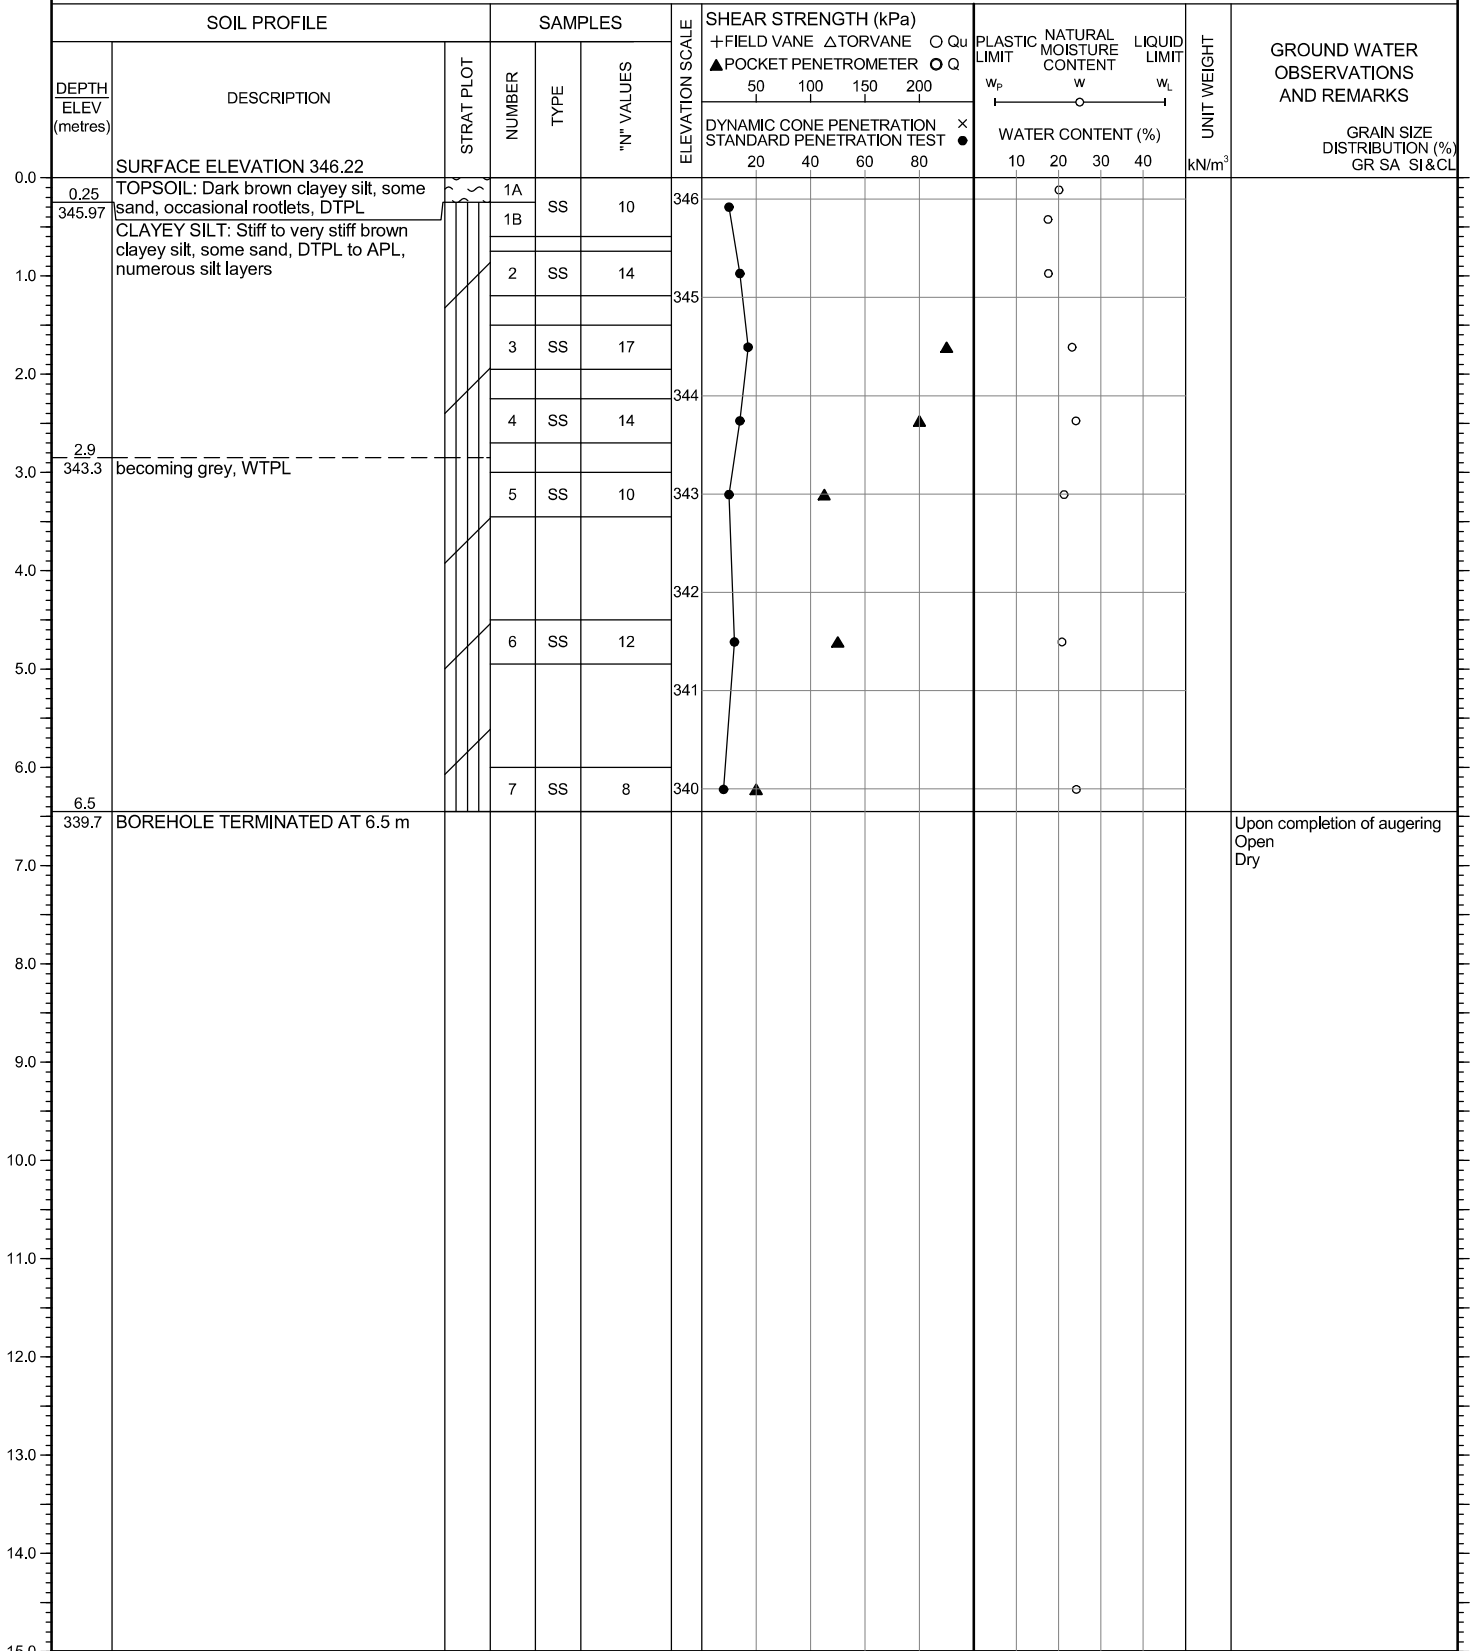 SOIL PROFILE
SAMPLES
ELEVATION SCALE
SHEAR STRENGTH (kPa)
+FIELD VANE △TORVANE ○ Qu
▲POCKET PENETROMETER O Q
50 100 150 200
DYNAMIC CONE PENETRATION ×
STANDARD PENETRATION TEST ●
20 40 60 80
PLASTIC LIMIT
NATURAL MOISTURE CONTENT
LIQUID LIMIT
WP W WL
WATER CONTENT (%)
10 20 30 40
UNIT WEIGHT
kN/m³
GROUND WATER
OBSERVATIONS
AND REMARKS
GRAIN SIZE
DISTRIBUTION (%)
GR SA SI&CL
DEPTH
ELEV
(metres)
DESCRIPTION
STRAT PLOT
NUMBER
TYPE
"N" VALUES
SURFACE ELEVATION 346.22
0.0
0.25
345.97
TOPSOIL: Dark brown clayey silt, some
sand, occasional rootlets, DTPL
CLAYEY SILT: Stiff to very stiff brown
clayey silt, some sand, DTPL to APL,
numerous silt layers
1A
1B
SS 10
346
1.0
2 SS 14
345
3 SS 17
2.0
344
4 SS 14
2.9
343.3
becoming grey, WTPL
3.0
5 SS 10
343
4.0
342
6 SS 12
5.0
341
6.0
7 SS 8
340
6.5
339.7
BOREHOLE TERMINATED AT 6.5 m
Upon completion of augering
Open
Dry
7.0
8.0
9.0
10.0
11.0
12.0
13.0
14.0
15.0